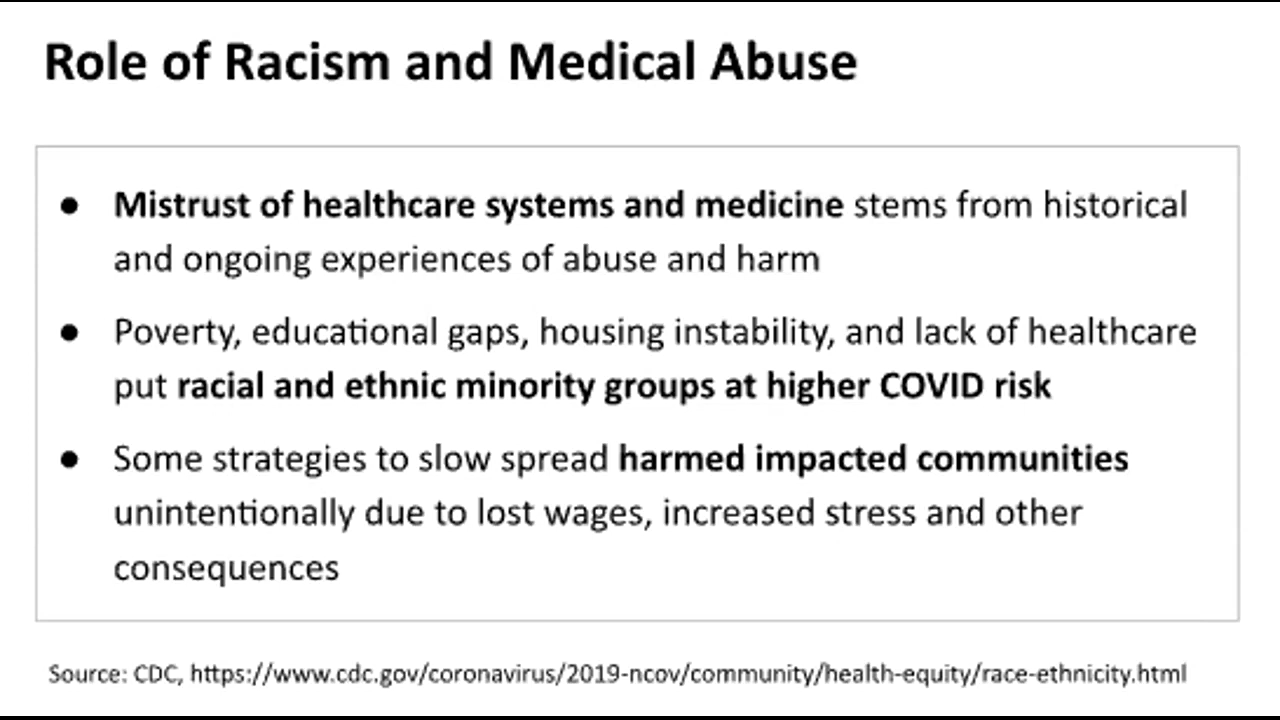 Role of Racism and Medical Abuse
● Mistrust of healthcare systems and medicine stems from historical
and ongoing experiences of abuse and harm
● Poverty, educational gaps, housing instability, and lack of healthcare
put racial and ethnic minority groups at higher COVID risk
● Some strategies to slow spread harmed impacted communities
unintentionally due to lost wages, increased stress and other
consequences
Source: CDC, https://www.cdc.gov/coronavirus/2019-ncov/community/health-equity/race-ethnicity.html